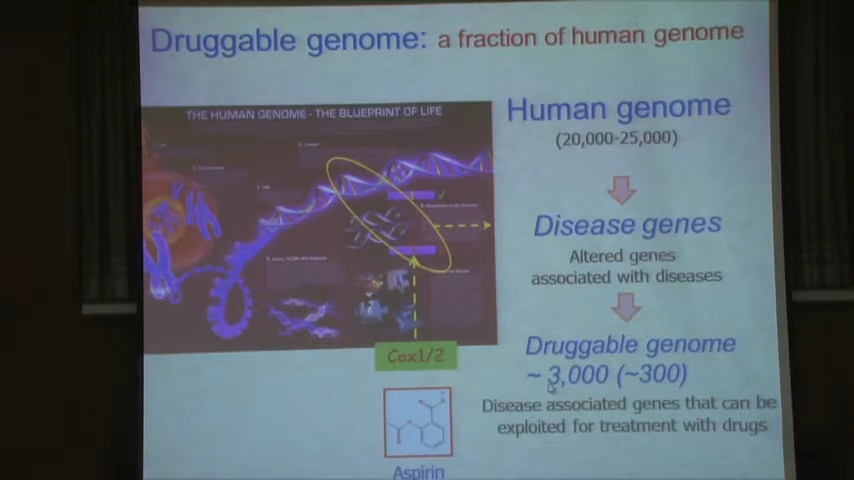 Druggable genome: a fraction of human genome
THE HUMAN GENOME - THE BLUEPRINT OF LIFE
Human genome
(20,000-25,000)
Disease genes
Altered genes
associated with diseases
Druggable genome
~ 3,000 (~300)
Disease associated genes that can be
exploited for treatment with drugs
Cox1/2
Aspirin